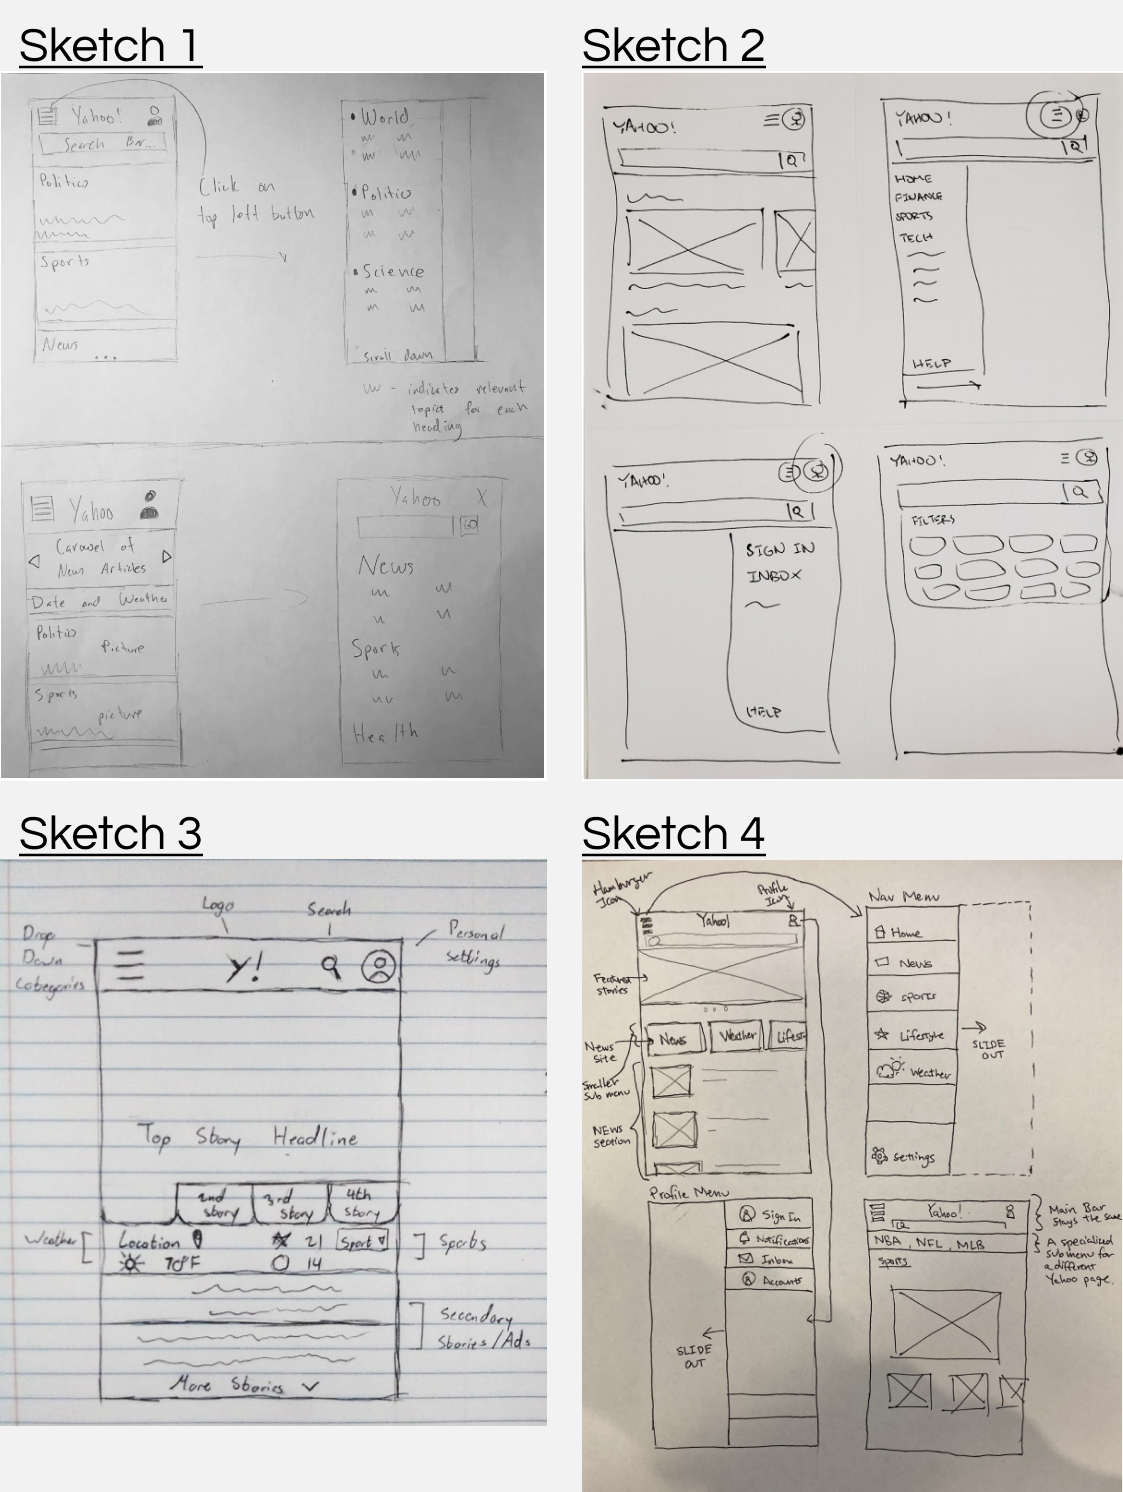 Sketch 1
Yahoo!
Search Bar...
Politics
Sports
News
...
Click on
top left button
World
Politics
Science
scroll down
- indicates relevant
topics for each
heading
Yahoo
Carousel of
News Articles
Date and Weather
Politics
Picture
Sports
picture
Yahoo X
GO
News
Sports
Health
Sketch 2
YAHOO!
YAHOO!
HOME
FINANCE
SPORTS
TECH
HELP
YAHOO!
SIGN IN
INBOX
HELP
YAHOO!
FILTERS
Sketch 3
Logo
Search
Drop
Down
Categories
Personal
settings
Y!
Top Story Headline
2nd
story
3rd
story
4th
story
Weather
Location
21
Sport
Sports
70°F
14
Secondary
Stories/Ads
More Stories
Sketch 4
Hamburger
Icon
Profile
Icon
Yahoo!
Featured
stories
News Weather Lifest
News
site
Smaller
Sub menu
NEWS
section
Nav Menu
Home
News
Sports
Lifestyle
Weather
Settings
SLIDE
OUT
Profile Menu
Sign In
Notifications
Inbox
Accounts
SLIDE
OUT
Yahoo!
NBA, NFL, MLB
Sports
Main Bar
stays the same
A specialized
submenu for
a different
Yahoo page.